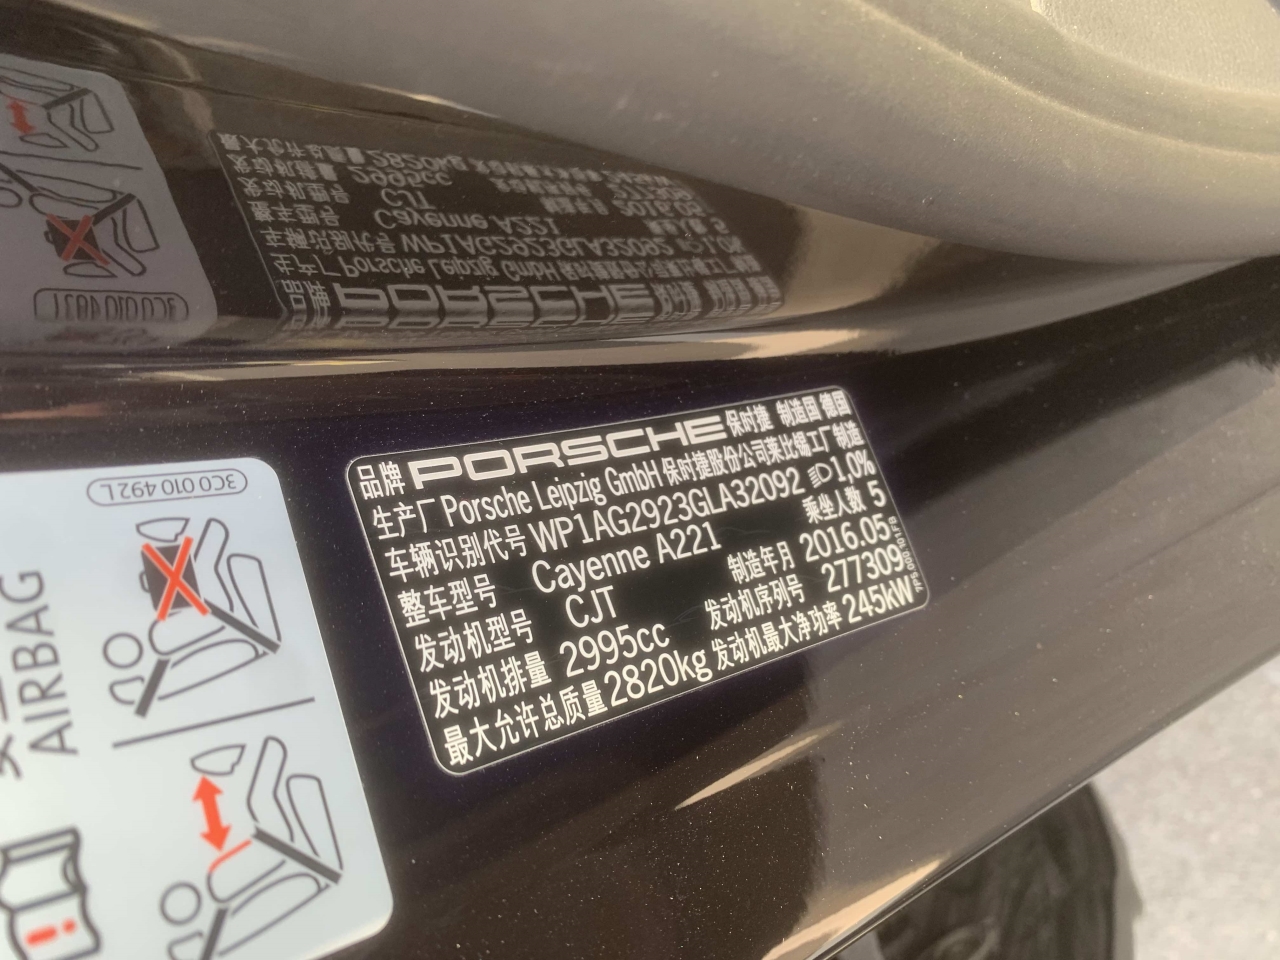 品牌 PORSCHE 保时捷 制造国 德国
生产厂 Porsche Leipzig GmbH 保时捷股份公司莱比锡工厂制造
车辆识别代号 WP1AG2923GLA32092 1,0%
整车型号 Cayenne A221 乘坐人数 5
发动机型号 CJT 制造年月 2016.05
发动机排量 2995cc 发动机序列号 277309
最大允许总质量 2820kg 发动机最大净功率 245kW
3C0 010 492 L
AIRBAG